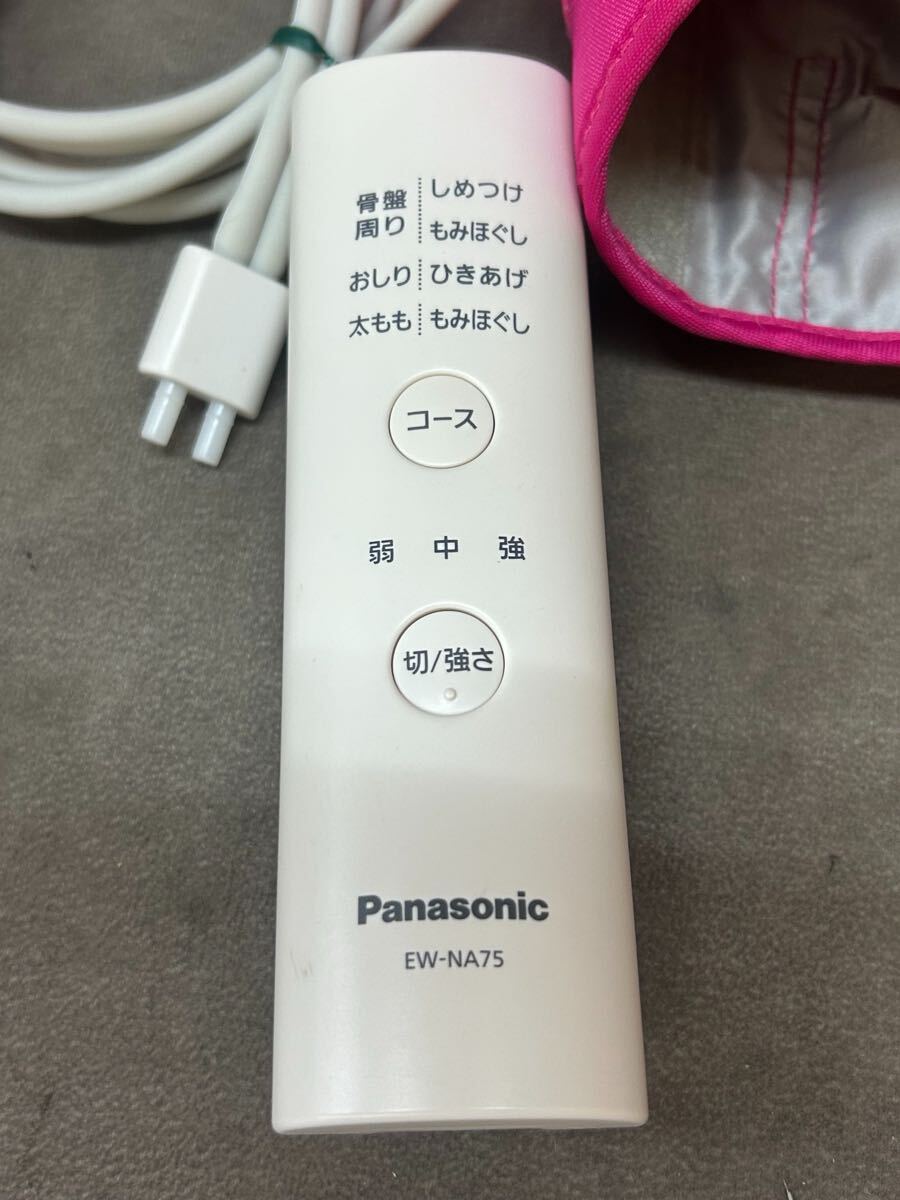 骨盤周り しめつけ
もみほぐし
おしり ひきあげ
太もも もみほぐし
コース
弱 中 強
切/強さ
Panasonic
EW-NA75